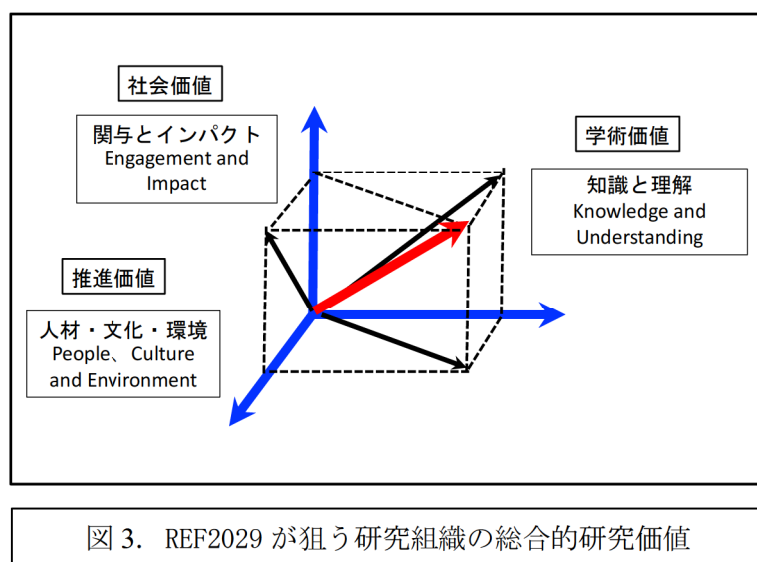 社会価値
関与とインパクト
Engagement and
Impact
学術価値
知識と理解
Knowledge and
Understanding
推進価値
人材・文化・環境
People、Culture
and Environment
図 3. REF2029 が狙う研究組織の総合的研究価値